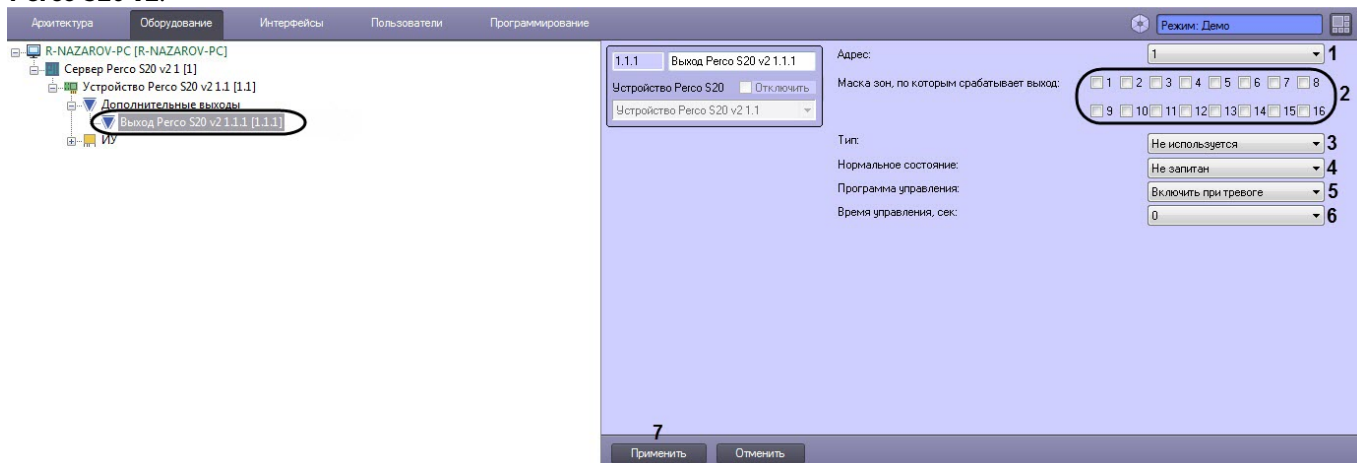 Архитектура Оборудование Интерфейсы Пользователи Программирование Режим: Демо
R-NAZAROV-PC [R-NAZAROV-PC]
Сервер Perco S20 v2 1 [1]
Устройство Perco S20 v2 1.1 [1.1]
Дополнительные выходы
Выход Perco S20 v2 1.1.1 [1.1.1]
ИУ
1.1.1 Выход Perco S20 v2 1.1.1
Устройство Perco S20 Отключить
Устройство Perco S20 v2 1.1
Адрес: 1 1
Маска зон, по которым срабатывает выход: 1 2 3 4 5 6 7 8 2
9 10 11 12 13 14 15 16
Тип: Не используется 3
Нормальное состояние: Не запитан 4
Программа управления: Включить при тревоге 5
Время управления, сек: 0 6
7
Применить Отменить